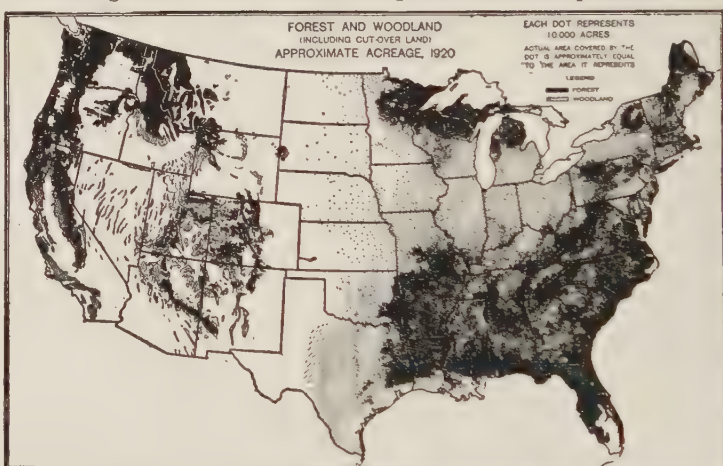 FOREST AND WOODLAND
(INCLUDING CUT-OVER LAND)
APPROXIMATE ACREAGE, 1920
EACH DOT REPRESENTS
10,000 ACRES
ACTUAL AREA COVERED BY THE
DOT IS APPROXIMATELY EQUAL
TO THE AREA IT REPRESENTS
LEGEND
FOREST
WOODLAND